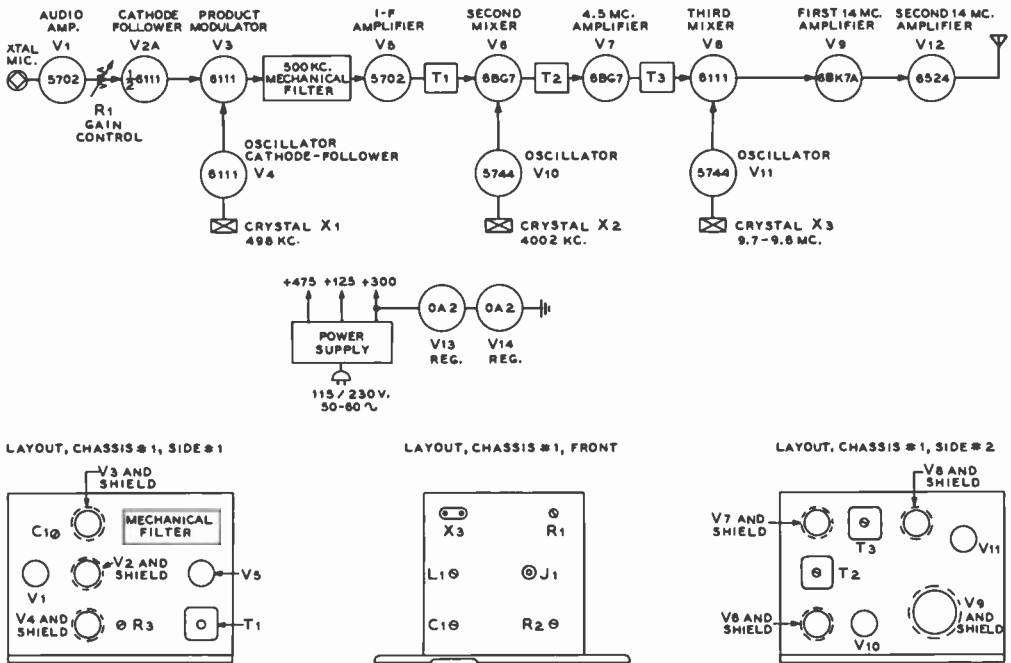 AUDIO AMP. V1
CATHODE FOLLOWER V2A
PRODUCT MODULATOR V3
I-F AMPLIFIER V5
SECOND MIXER V6
4.5 MC. AMPLIFIER V7
THIRD MIXER V8
FIRST 14 MC. AMPLIFIER V9
SECOND 14 MC. AMPLIFIER V12
XTAL MIC.
5702
R1 GAIN CONTROL
1/2 6111
6111
500 KC. MECHANICAL FILTER
5702
T1
6BG7
T2
6BG7
T3
6111
6BK7A
6524
6111
OSCILLATOR CATHODE-FOLLOWER V4
5744
OSCILLATOR V10
5744
OSCILLATOR V11
CRYSTAL X1 498 KC.
CRYSTAL X2 4002 KC.
CRYSTAL X3 9.7-9.8 MC.
+475 +125 +300
POWER SUPPLY
0A2
0A2
V13 REG.
V14 REG.
115/230 V. 50-60 ~
LAYOUT, CHASSIS #1, SIDE #1
V3 AND SHIELD
C1
MECHANICAL FILTER
V2 AND SHIELD
V1
V5
V4 AND SHIELD
R3
T1
LAYOUT, CHASSIS #1, FRONT
X3
R1
L1
J1
C1
R2
LAYOUT, CHASSIS #1, SIDE #2
V8 AND SHIELD
V7 AND SHIELD
T3
V11
T2
V6 AND SHIELD
V10
V9 AND SHIELD